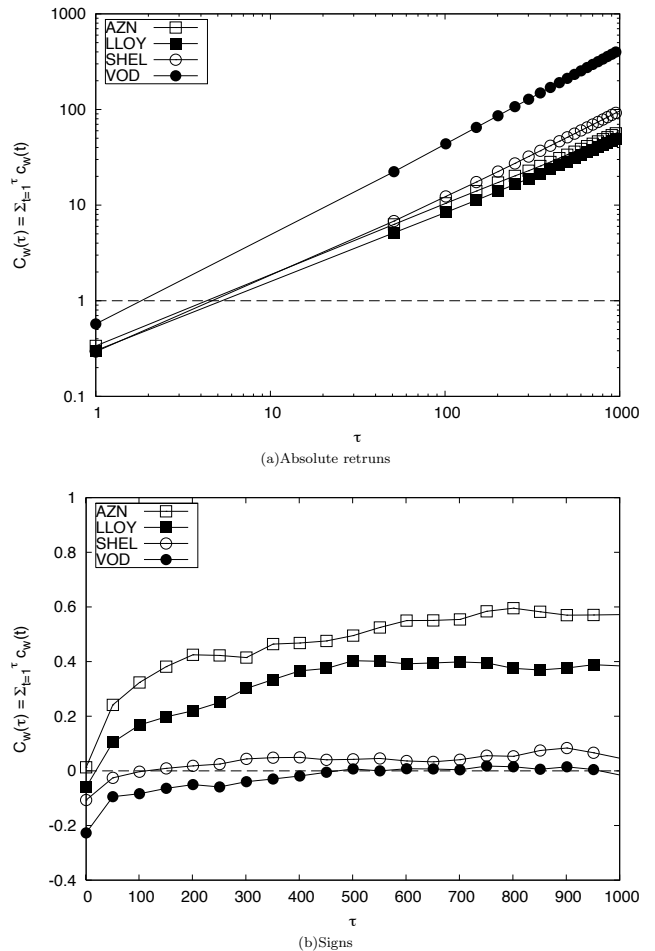 1000
100
10
1
0.1
C_w(τ) = Σ_{t=1}^τ c_w(t)
AZN
LLOY
SHEL
VOD
1 10 100 1000
τ
(a)Absolute retruns
1
0.8
0.6
0.4
0.2
0
-0.2
-0.4
C_w(τ) = Σ_{t=1}^τ c_w(t)
AZN
LLOY
SHEL
VOD
0 100 200 300 400 500 600 700 800 900 1000
τ
(b)Signs